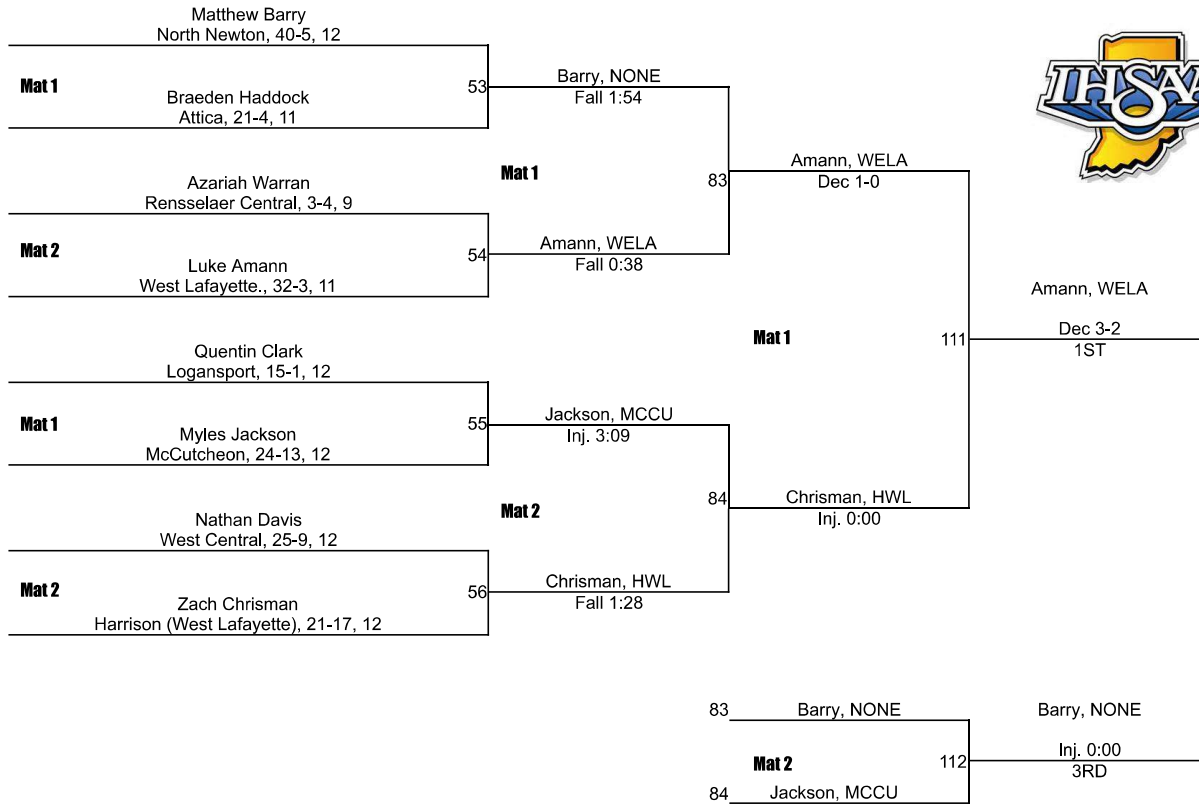 Matthew Barry
North Newton, 40-5, 12
Mat 1
Braeden Haddock
Attica, 21-4, 11
53
Barry, NONE
Fall 1:54
Azariah Warran
Rensselaer Central, 3-4, 9
Mat 2
Luke Amann
West Lafayette., 32-3, 11
54
Amann, WELA
Fall 0:38
Mat 1
83
Amann, WELA
Dec 1-0
Quentin Clark
Logansport, 15-1, 12
Mat 1
Myles Jackson
McCutcheon, 24-13, 12
55
Jackson, MCCU
Inj. 3:09
Nathan Davis
West Central, 25-9, 12
Mat 2
Zach Chrisman
Harrison (West Lafayette), 21-17, 12
56
Chrisman, HWL
Fall 1:28
Mat 2
84
Chrisman, HWL
Inj. 0:00
Mat 1
111
Amann, WELA
Dec 3-2
1ST
IHSAA
83
Barry, NONE
Mat 2
84
Jackson, MCCU
112
Barry, NONE
Inj. 0:00
3RD